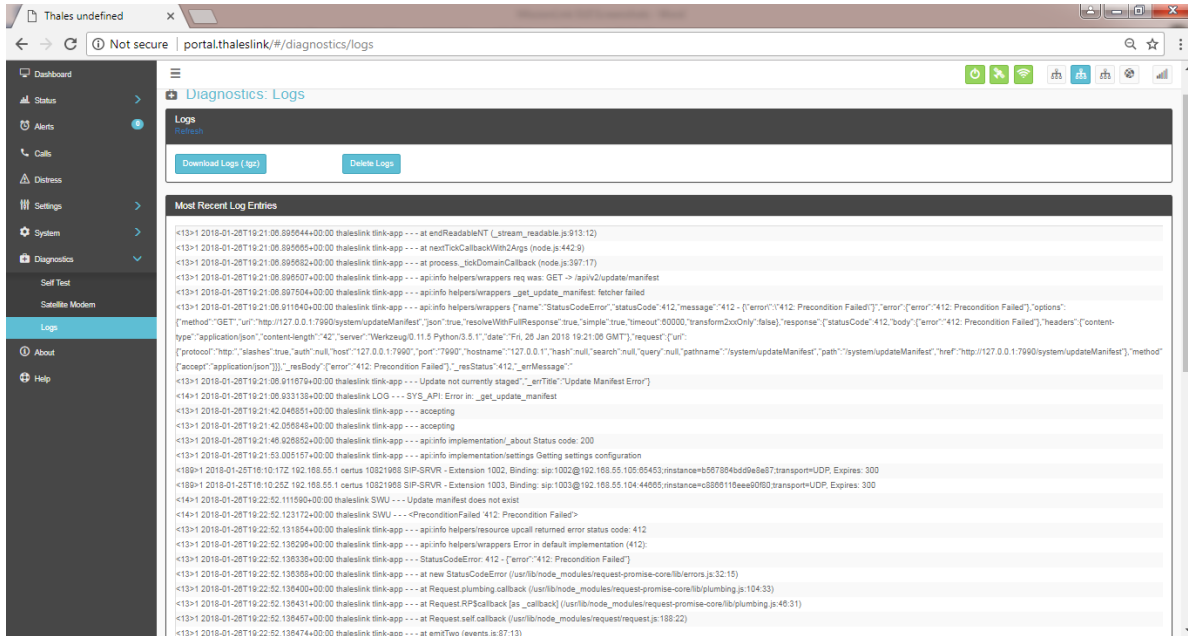 Thales undefined
Not secure | portal.thaleslink/#/diagnostics/logs
Dashboard
Status
Alerts 0
Calls
Distress
Settings
System
Diagnostics
Self Test
Satellite Modem
Logs
About
Help
Diagnostics: Logs
Logs
Refresh
Download Logs (.tgz)
Delete Logs
Most Recent Log Entries
<13>1 2018-01-26T19:21:06.895644+00:00 thaleslink tlink-app - - - at endReadableNT (_stream_readable.js:913:12)
<13>1 2018-01-26T19:21:06.895665+00:00 thaleslink tlink-app - - - at nextTickCallbackWith2Args (node.js:442:9)
<13>1 2018-01-26T19:21:06.895682+00:00 thaleslink tlink-app - - - at process._tickDomainCallback (node.js:397:17)
<13>1 2018-01-26T19:21:06.896507+00:00 thaleslink tlink-app - - - api:info helpers/wrappers req was: GET -> /api/v2/update/manifest
<13>1 2018-01-26T19:21:06.897504+00:00 thaleslink tlink-app - - - api:info helpers/wrappers _get_update_manifest: fetcher failed
<13>1 2018-01-26T19:21:06.911640+00:00 thaleslink tlink-app - - - api:info helpers/wrappers {"name":"StatusCodeError","statusCode":412,"message":"412 - {\"error\":\"412: Precondition Failed\"}","error":{"error":"412: Precondition Failed"},"options":
{"method":"GET","uri":"http://127.0.0.1:7990/system/updateManifest","json":true,"resolveWithFullResponse":true,"simple":true,"timeout":60000,"transform2xxOnly":false},"response":{"statusCode":412,"body":{"error":"412: Precondition Failed"},"headers":{"content-
type":"application/json","content-length":"42","server":"Werkzeug/0.11.5 Python/3.5.1","date":"Fri, 26 Jan 2018 19:21:06 GMT"},"request":{"uri":
{"protocol":"http:","slashes":true,"auth":null,"host":"127.0.0.1:7990","port":"7990","hostname":"127.0.0.1","hash":null,"search":null,"query":null,"pathname":"/system/updateManifest","path":"/system/updateManifest","href":"http://127.0.0.1:7990/system/updateManifest"},"method"
{"accept":"application/json"}}},"_resBody":{"error":"412: Precondition Failed"},"_resStatus":412,"_errMessage":"
<13>1 2018-01-26T19:21:06.911679+00:00 thaleslink tlink-app - - - Update not currently staged","_errTitle":"Update Manifest Error"}
<14>1 2018-01-26T19:21:06.933138+00:00 thaleslink LOG - - - SYS_API: Error in: _get_update_manifest
<13>1 2018-01-26T19:21:42.046851+00:00 thaleslink tlink-app - - - accepting
<13>1 2018-01-26T19:21:42.056848+00:00 thaleslink tlink-app - - - accepting
<13>1 2018-01-26T19:21:46.926852+00:00 thaleslink tlink-app - - - api:info implementation/_about Status code: 200
<13>1 2018-01-26T19:21:53.005157+00:00 thaleslink tlink-app - - - api:info implementation/settings Getting settings configuration
<189>1 2018-01-25T16:10:17Z 192.168.55.1 certus 10821968 SIP-SRVR - Extension 1002, Binding: sip:1002@192.168.55.105:65453;rinstance=b567864bdd9e8e87;transport=UDP, Expires: 300
<189>1 2018-01-25T16:10:25Z 192.168.55.1 certus 10821968 SIP-SRVR - Extension 1003, Binding: sip:1003@192.168.55.104:44665;rinstance=c8866116eee90f80;transport=UDP, Expires: 300
<14>1 2018-01-26T19:22:52.111590+00:00 thaleslink SWU - - - Update manifest does not exist
<14>1 2018-01-26T19:22:52.123172+00:00 thaleslink SWU - - - <PreconditionFailed '412: Precondition Failed'>
<13>1 2018-01-26T19:22:52.131854+00:00 thaleslink tlink-app - - - api:info helpers/resource upcall returned error status code: 412
<13>1 2018-01-26T19:22:52.136296+00:00 thaleslink tlink-app - - - api:info helpers/wrappers Error in default implementation (412):
<13>1 2018-01-26T19:22:52.136336+00:00 thaleslink tlink-app - - - StatusCodeError: 412 - {"error":"412: Precondition Failed"}
<13>1 2018-01-26T19:22:52.136368+00:00 thaleslink tlink-app - - - at new StatusCodeError (/usr/lib/node_modules/request-promise-core/lib/errors.js:32:15)
<13>1 2018-01-26T19:22:52.136400+00:00 thaleslink tlink-app - - - at Request.plumbing.callback (/usr/lib/node_modules/request-promise-core/lib/plumbing.js:104:33)
<13>1 2018-01-26T19:22:52.136431+00:00 thaleslink tlink-app - - - at Request.RP$callback [as _callback] (/usr/lib/node_modules/request-promise-core/lib/plumbing.js:46:31)
<13>1 2018-01-26T19:22:52.136457+00:00 thaleslink tlink-app - - - at Request.self.callback (/usr/lib/node_modules/request/request.js:188:22)
<13>1 2018-01-26T19:22:52.136474+00:00 thaleslink tlink-app - - - at emitTwo (events.js:87:13)